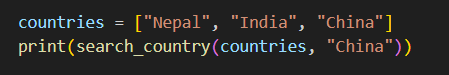 countries = ["Nepal", "India", "China"]
print(search_country(countries, "China"))